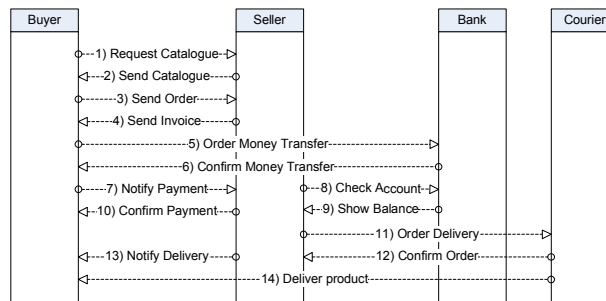 Buyer
Seller
Bank
Courier
1) Request Catalogue
2) Send Catalogue
3) Send Order
4) Send Invoice
5) Order Money Transfer
6) Confirm Money Transfer
7) Notify Payment
8) Check Account
9) Show Balance
10) Confirm Payment
11) Order Delivery
12) Confirm Order
13) Notify Delivery
14) Deliver product